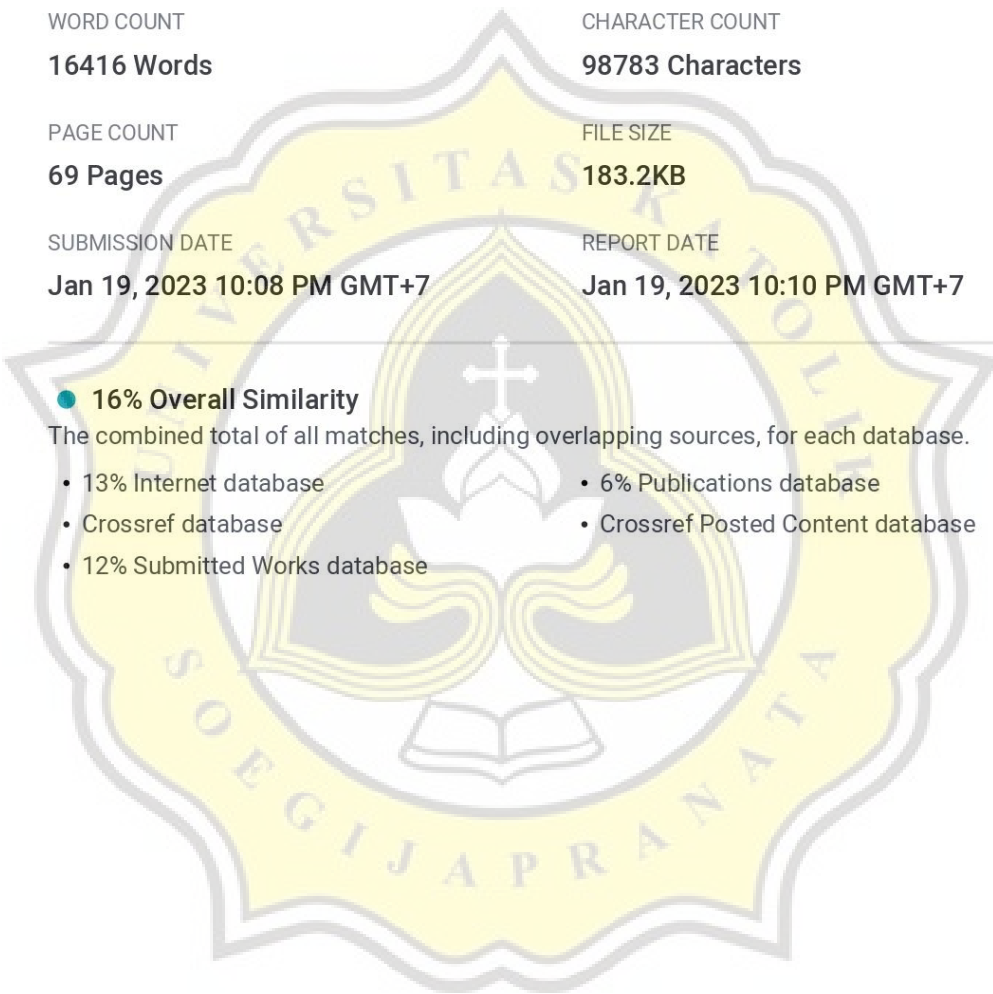 WORD COUNT
CHARACTER COUNT
16416 Words
98783 Characters
PAGE COUNT
FILE SIZE
69 Pages
183.2KB
SUBMISSION DATE
REPORT DATE
Jan 19, 2023 10:08 PM GMT+7
Jan 19, 2023 10:10 PM GMT+7
16% Overall Similarity
The combined total of all matches, including overlapping sources, for each database.
• 13% Internet database
• 6% Publications database
• Crossref database
• Crossref Posted Content database
• 12% Submitted Works database
UNIVERSITAS KATOLIK
SOEGIJAPRANATA